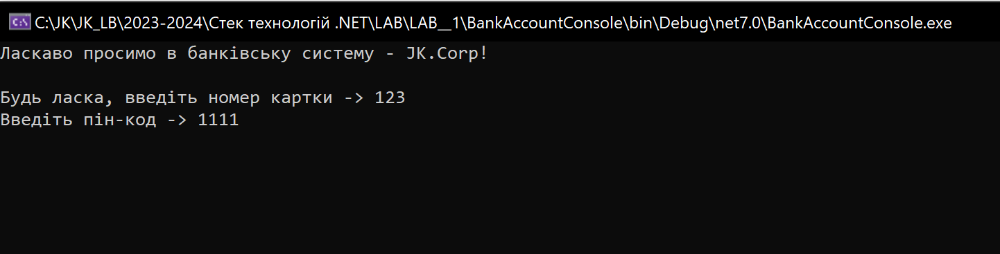 C:\JK\JK_LB\2023-2024\Стек технологій .NET\LAB\LAB__1\BankAccountConsole\bin\Debug\net7.0\BankAccountConsole.exe
Ласкаво просимо в банківську систему - JK.Corp!
Будь ласка, введіть номер картки -> 123
Введіть пін-код -> 1111